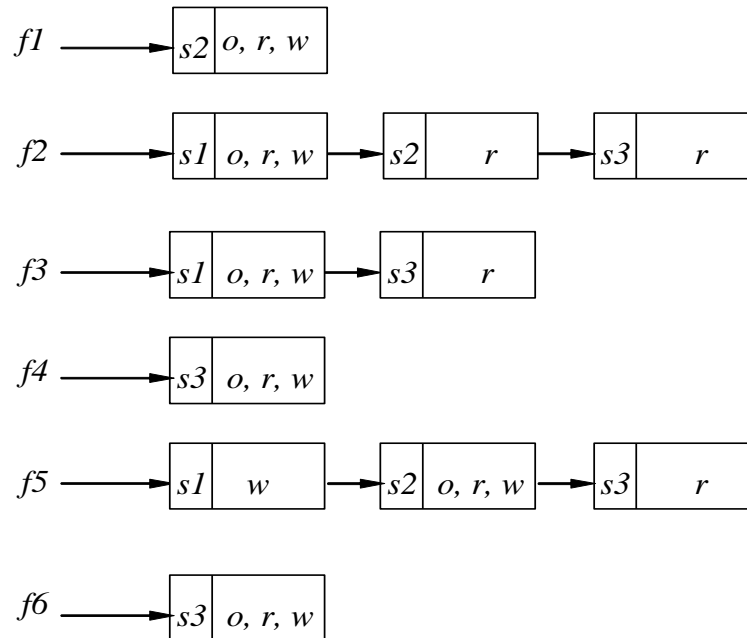 f1 s2 o, r, w
f2 s1 o, r, w s2 r s3 r
f3 s1 o, r, w s3 r
f4 s3 o, r, w
f5 s1 w s2 o, r, w s3 r
f6 s3 o, r, w